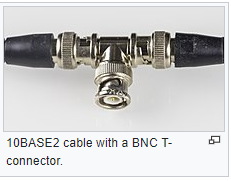 10BASE2 cable with a BNC T-
connector.